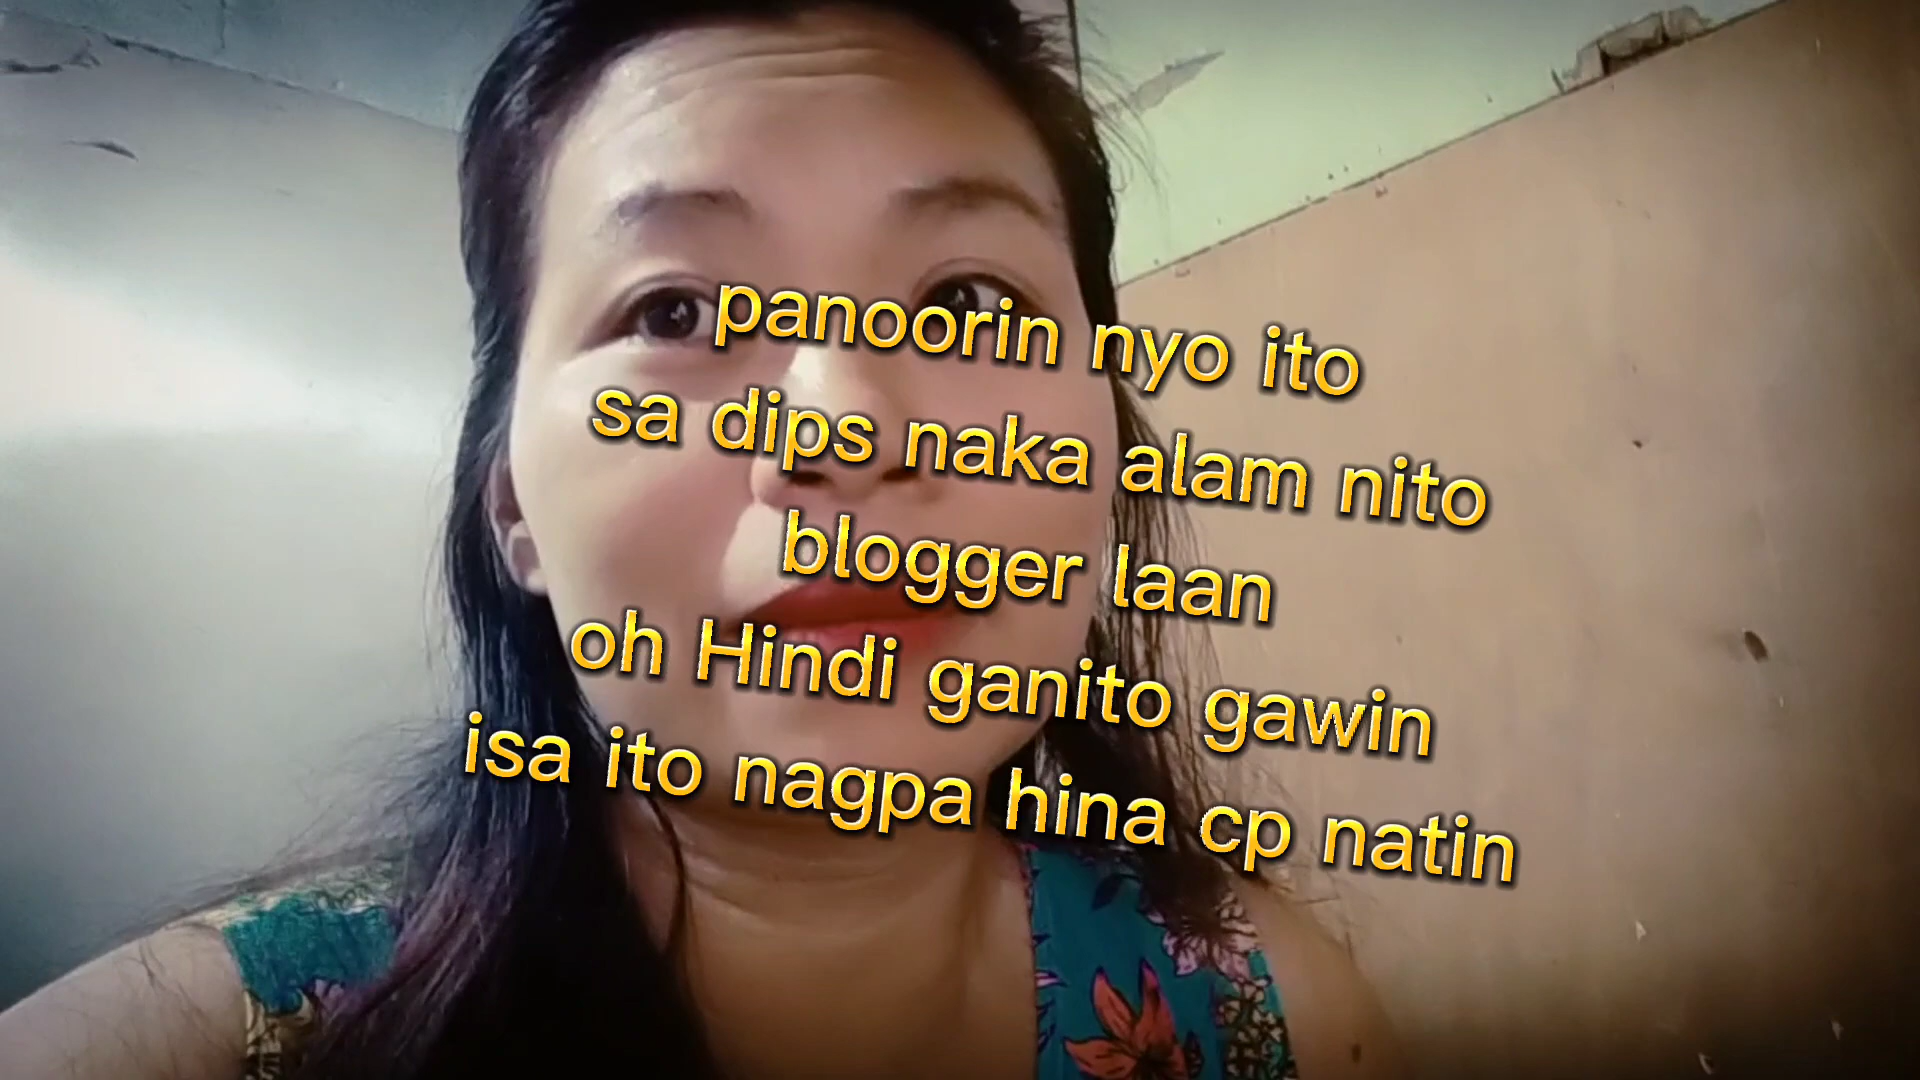 panoorin nyo ito
sa dips naka alam nito
blogger laan
oh Hindi ganito gawin
isa ito nagpa hina cp natin